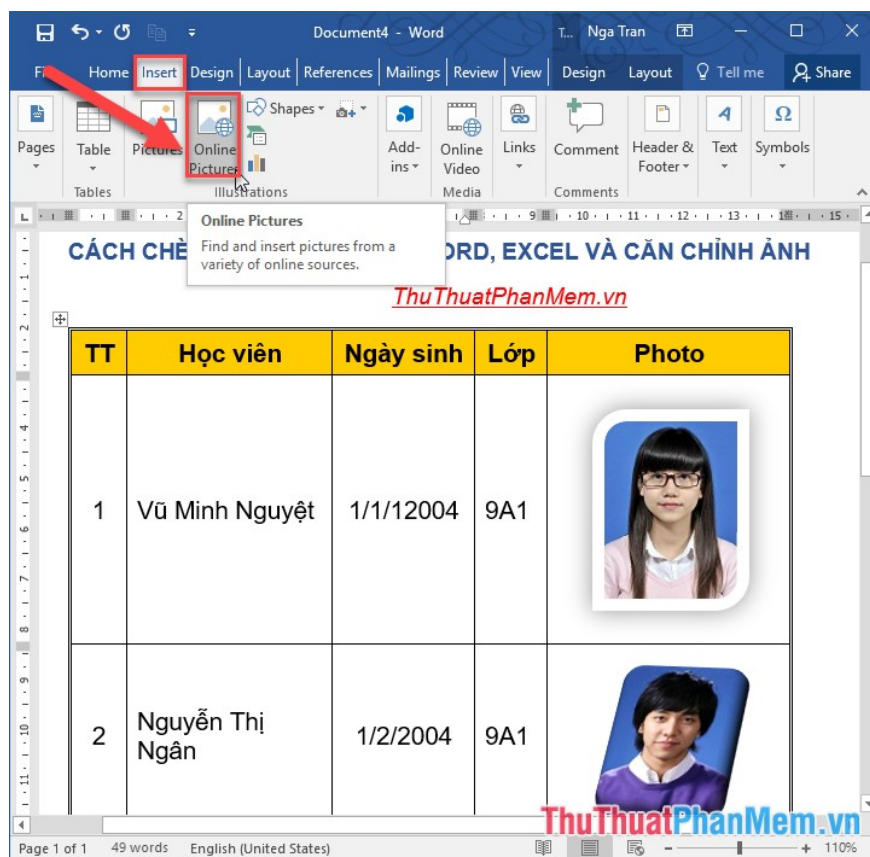 Document4 - Word
T... Nga Tran
Home Insert Design Layout References Mailings Review View Design Layout Tell me Share
Pages Table Pictures Online Pictures Shapes Add-ins Online Video Links Comment Header & Footer Text Symbols
Tables Illustrations Media Comments
Online Pictures
Find and insert pictures from a
variety of online sources.
CÁCH CHÈ ORD, EXCEL VÀ CĂN CHỈNH ẢNH
ThuThuatPhanMem.vn
TT Học viên Ngày sinh Lớp Photo
1 Vũ Minh Nguyệt 1/1/12004 9A1
2 Nguyễn Thị
Ngân 1/2/2004 9A1
ThuThuatPhanMem.vn
Page 1 of 1 49 words English (United States) 110%